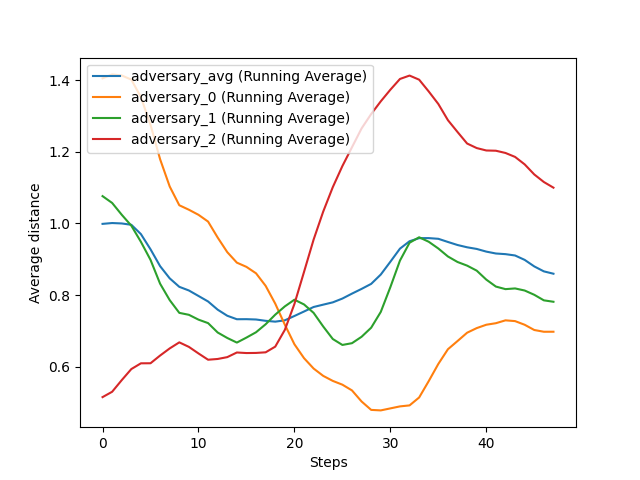 adversary_avg (Running Average)
adversary_0 (Running Average)
adversary_1 (Running Average)
adversary_2 (Running Average)
1.4
1.2
1.0
0.8
0.6
Average distance
0 10 20 30 40
Steps